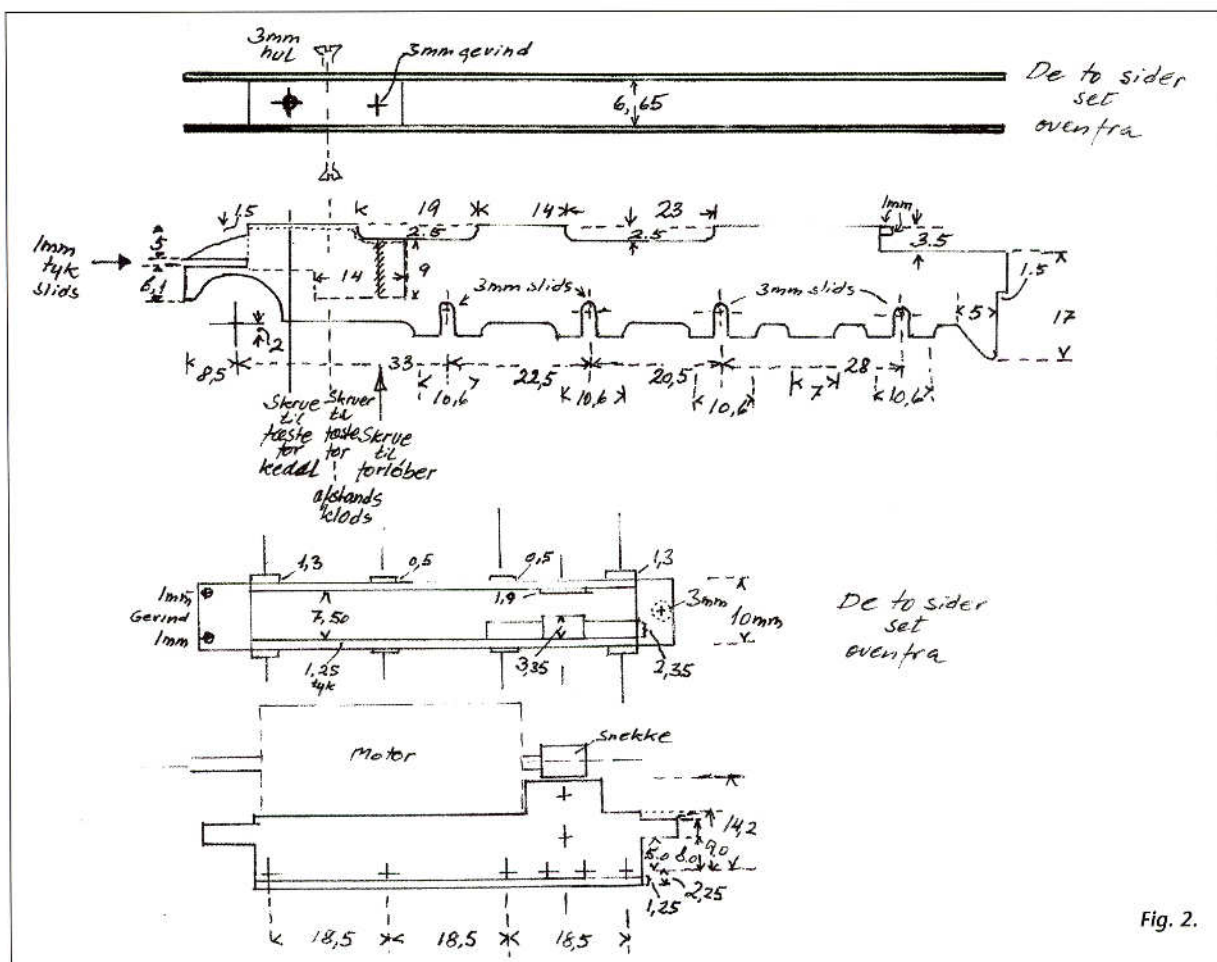 3mm
hul
3mm gevind
6,65
De to sider
set
ovenfra
1mm
tyk
slids
5
6,1
1.5
19
14
23
2.5
2.5
1mm
3.5
1.5
14
9
3mm slids
3mm slids
5
17
2
8,5
33
22,5
20,5
28
10,6
10,6
10,6
7
10,6
Skrue
til
fæste
for
kedel
Skruer
til
fæste
for
afstands
klods
Skrue
til
forløber
1,3
0,5
0,5
1,3
1mm
Gevind
1mm
7,50
1,9
3mm
10mm
3,35
2,35
1,25
tyk
De to sider
set
ovenfra
Motor
snekke
14,2
9.0
8.0
5.0
2,25
1,25
18,5
18,5
18,5
Fig. 2.